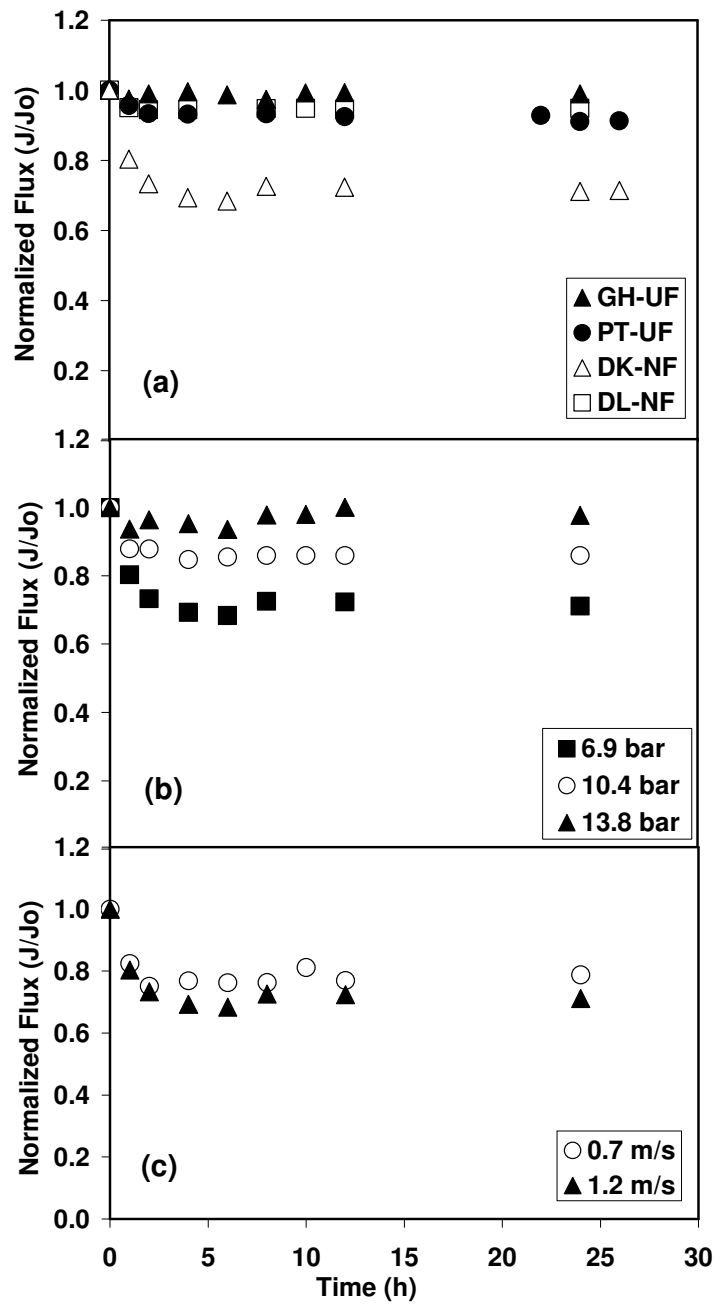 1.2
1.0
0.8
0.6
0.4
0.2
Normalized Flux (J/Jo)
(a)
GH-UF
PT-UF
DK-NF
DL-NF
1.2
1.0
0.8
0.6
0.4
0.2
Normalized Flux (J/Jo)
(b)
6.9 bar
10.4 bar
13.8 bar
1.2
1.0
0.8
0.6
0.4
0.2
0.0
Normalized Flux (J/Jo)
(c)
0.7 m/s
1.2 m/s
0 5 10 15 20 25 30
Time (h)